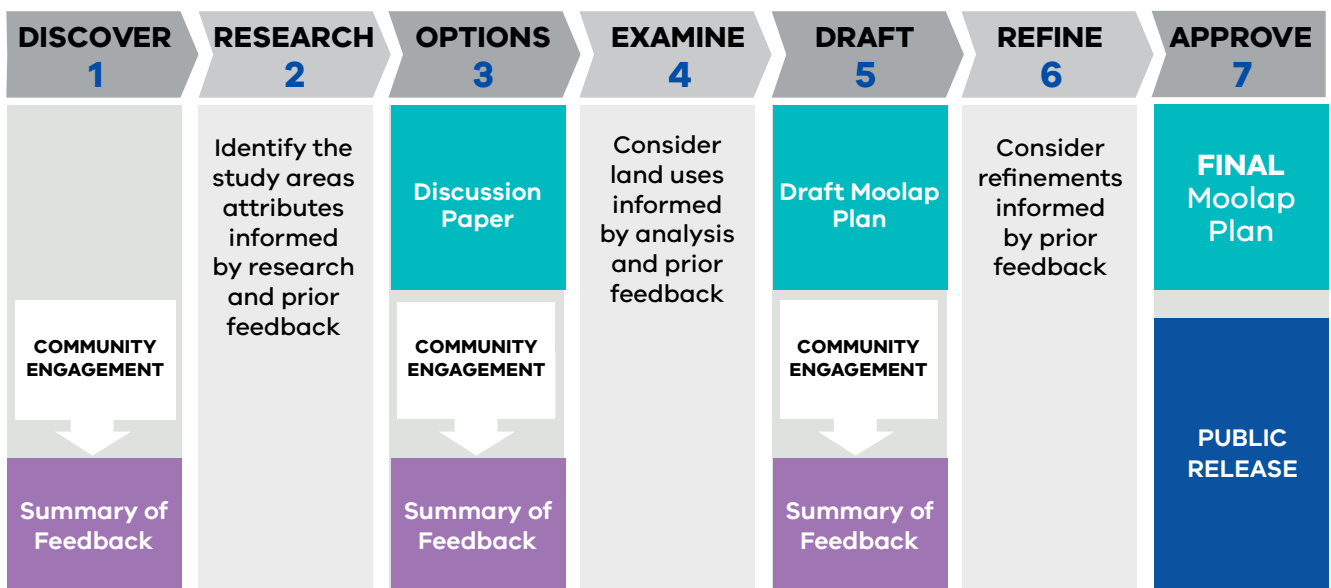 DISCOVER
1
RESEARCH
2
OPTIONS
3
EXAMINE
4
DRAFT
5
REFINE
6
APPROVE
7
COMMUNITY
ENGAGEMENT
Summary of
Feedback
Identify the
study areas
attributes
informed
by research
and prior
feedback
Discussion
Paper
COMMUNITY
ENGAGEMENT
Summary of
Feedback
Consider
land uses
informed
by analysis
and prior
feedback
Draft Moolap
Plan
COMMUNITY
ENGAGEMENT
Summary of
Feedback
Consider
refinements
informed
by prior
feedback
FINAL
Moolap
Plan
PUBLIC
RELEASE